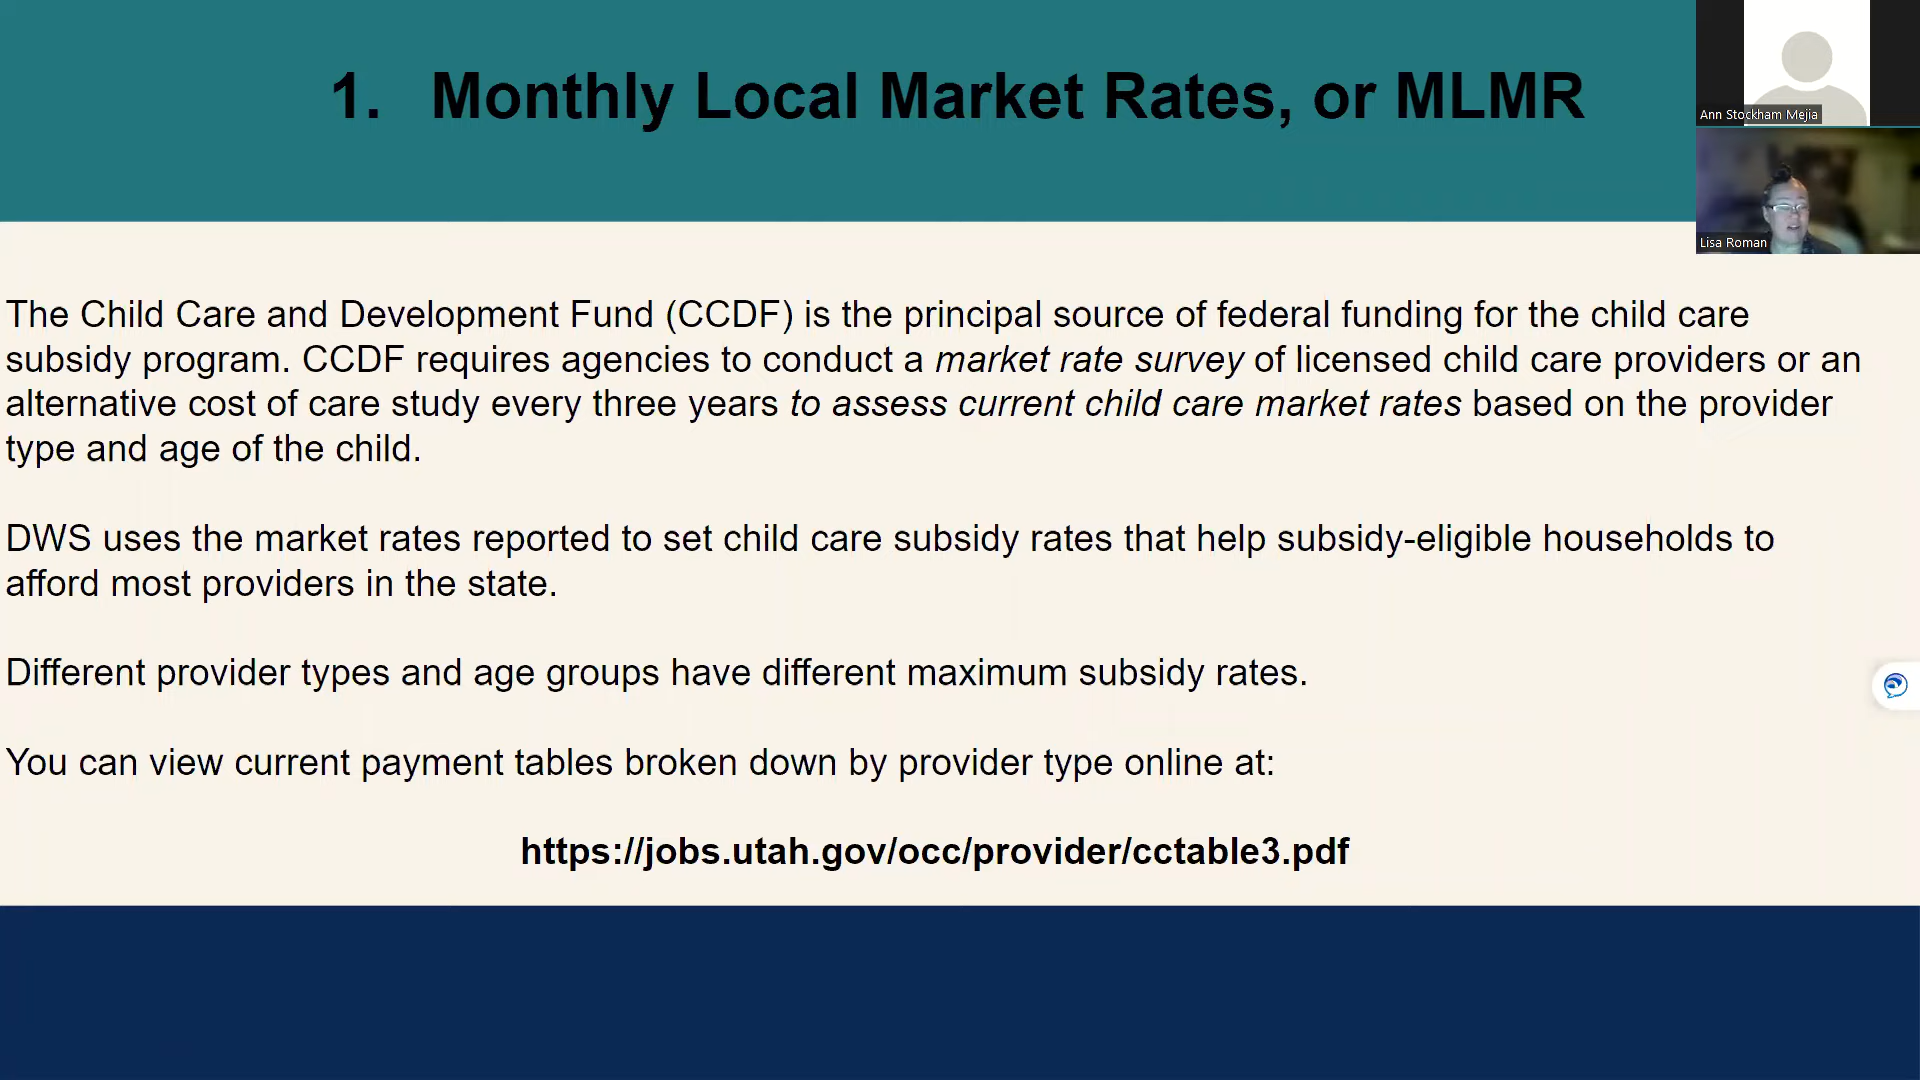 1. Monthly Local Market Rates, or MLMR
Ann Stockham Mejia
Lisa Roman
The Child Care and Development Fund (CCDF) is the principal source of federal funding for the child care
subsidy program. CCDF requires agencies to conduct a market rate survey of licensed child care providers or an
alternative cost of care study every three years to assess current child care market rates based on the provider
type and age of the child.
DWS uses the market rates reported to set child care subsidy rates that help subsidy-eligible households to
afford most providers in the state.
Different provider types and age groups have different maximum subsidy rates.
You can view current payment tables broken down by provider type online at:
https://jobs.utah.gov/occ/provider/cctable3.pdf